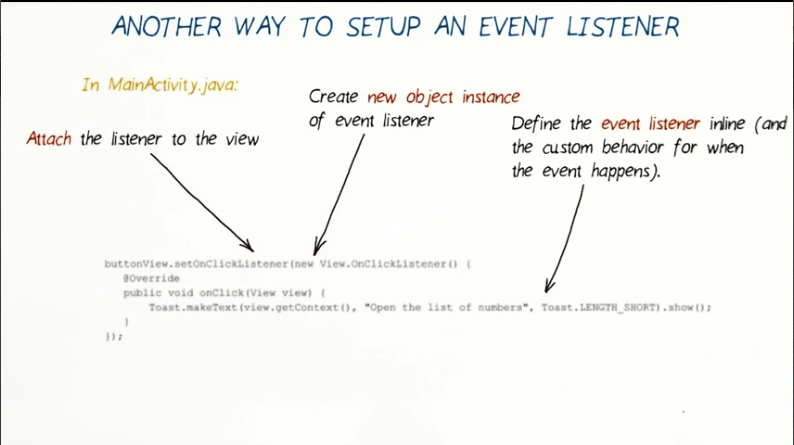 ANOTHER WAY TO SETUP AN EVENT LISTENER
In MainActivity.java:
Attach the listener to the view
Create new object instance
of event listener
Define the event listener inline (and
the custom behavior for when
the event happens).
buttonView.setOnClickListener(new View.OnClickListener() {
@Override
public void onClick(View view) {
Toast.makeText(view.getContext(), "Open the list of numbers", Toast.LENGTH_SHORT).show();
}
});